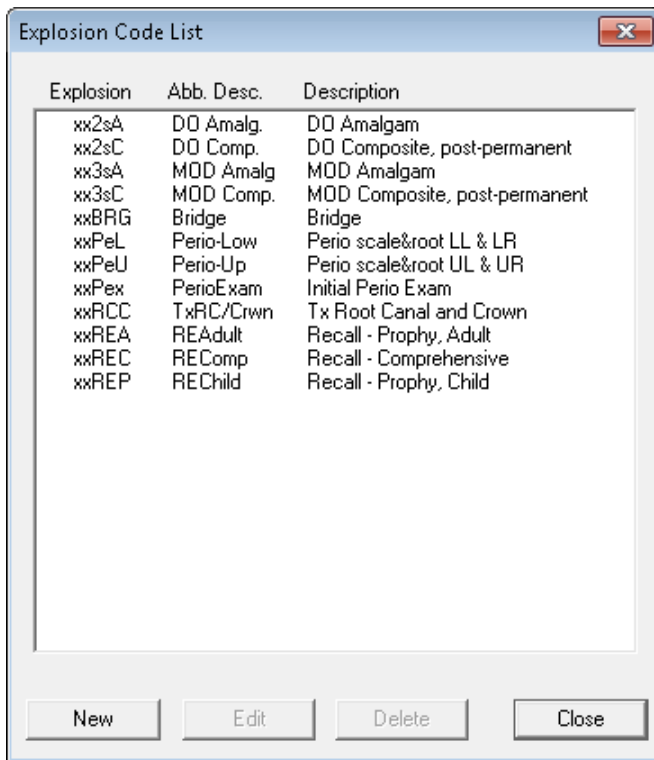 Explosion Code List
Explosion Abb. Desc. Description
xx2sA DO Amalg. DO Amalgam
xx2sC DO Comp. DO Composite, post-permanent
xx3sA MOD Amalg MOD Amalgam
xx3sC MOD Comp. MOD Composite, post-permanent
xxBRG Bridge Bridge
xxPeL Perio-Low Perio scale&root LL & LR
xxPeU Perio-Up Perio scale&root UL & UR
xxPex PerioExam Initial Perio Exam
xxRCC TxRC/Crwn Tx Root Canal and Crown
xxREA REAdult Recall - Prophy, Adult
xxREC REComp Recall - Comprehensive
xxREP REChild Recall - Prophy, Child
New Edit Delete Close